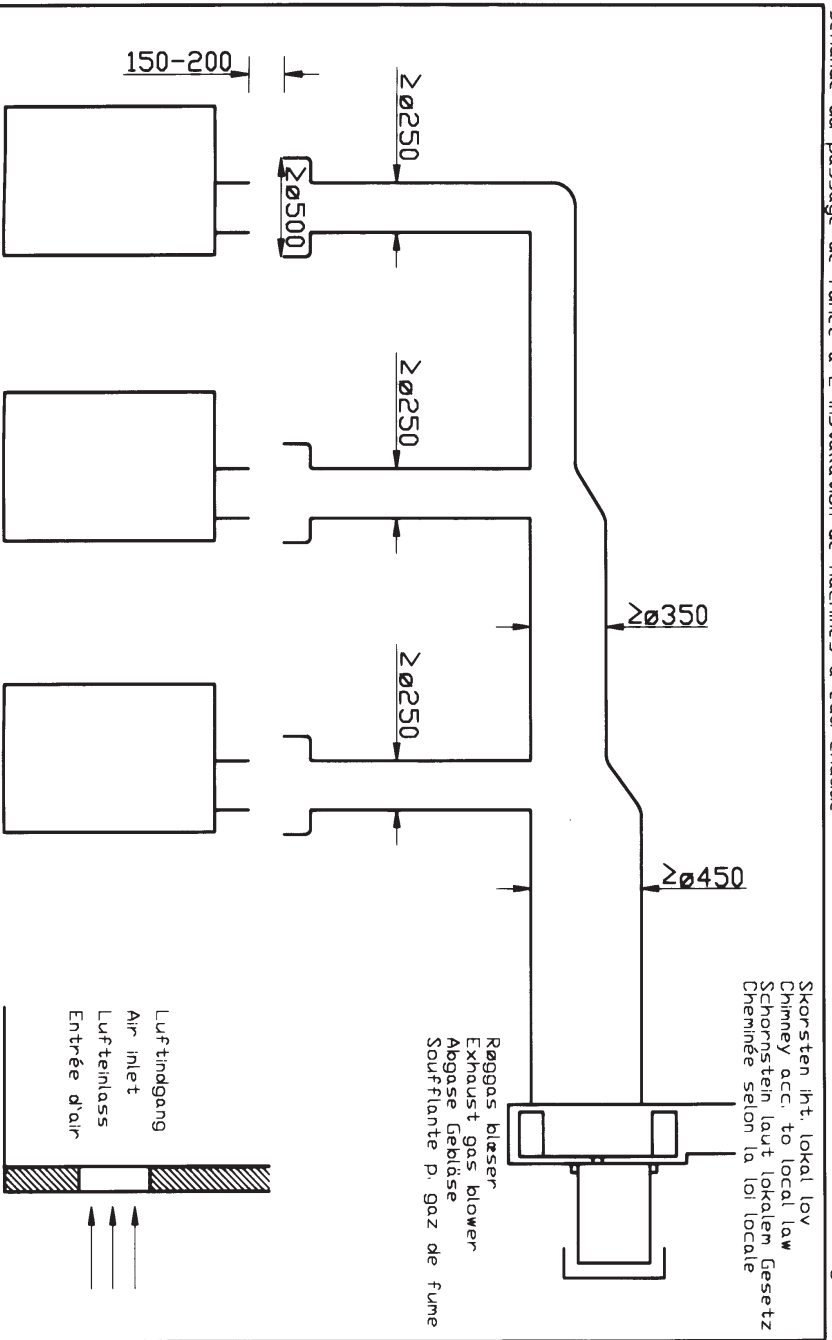 150-200
≥ø250
≥ø500
≥ø250
≥ø250
≥ø350
≥ø450
Skorsten iht. lokal lov
Chimney acc. to local law
Schornstein laut lokalem Gesetz
Cheminée selon la loi locale
Røggas blæser
Exhaust gas blower
Abgase Gebläse
Soufflante p. gaz de fume
Luftindgang
Air inlet
Lufteinlass
Entrée d'air